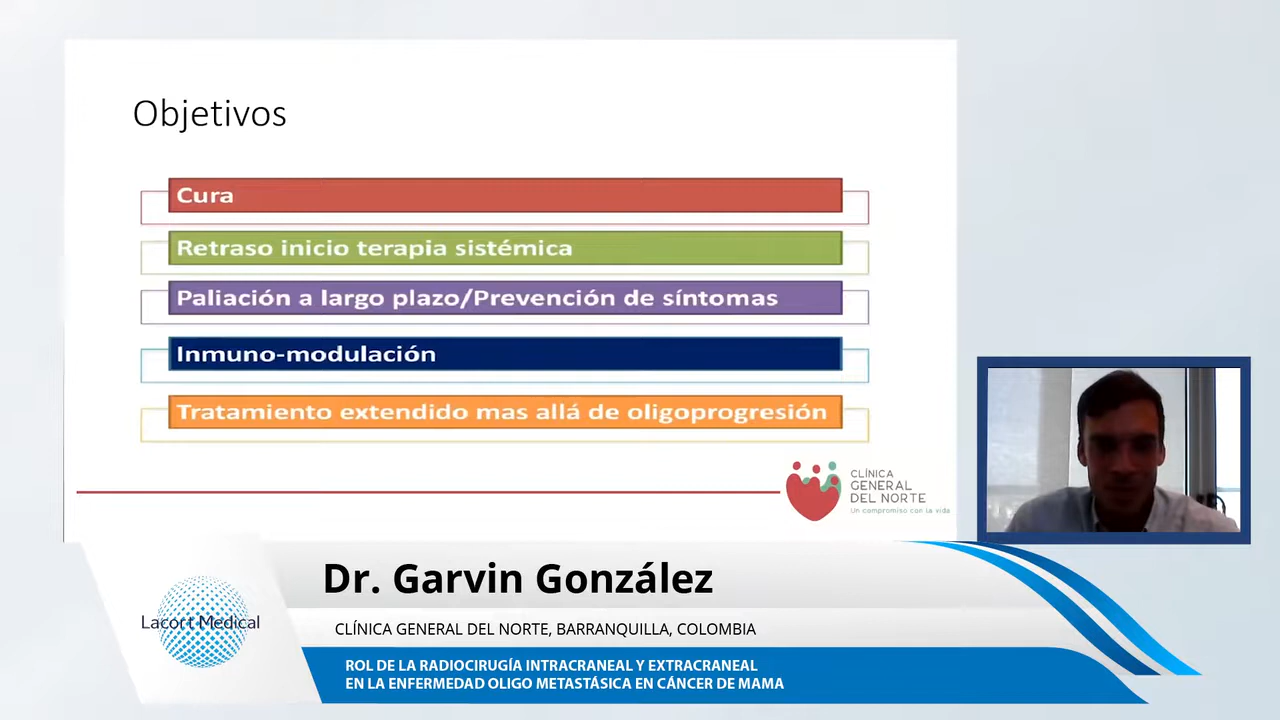 Objetivos
Cura
Retraso inicio terapia sistémica
Paliación a largo plazo/Prevención de síntomas
Inmuno-modulación
Tratamiento extendido mas allá de oligoprogresión
CLÍNICA
GENERAL
DEL NORTE
Un compromiso con la vida
Dr. Garvin González
Lacort Medical
CLÍNICA GENERAL DEL NORTE, BARRANQUILLA, COLOMBIA
ROL DE LA RADIOCIRUGÍA INTRACRANEAL Y EXTRACRANEAL
EN LA ENFERMEDAD OLIGO METASTÁSICA EN CÁNCER DE MAMA